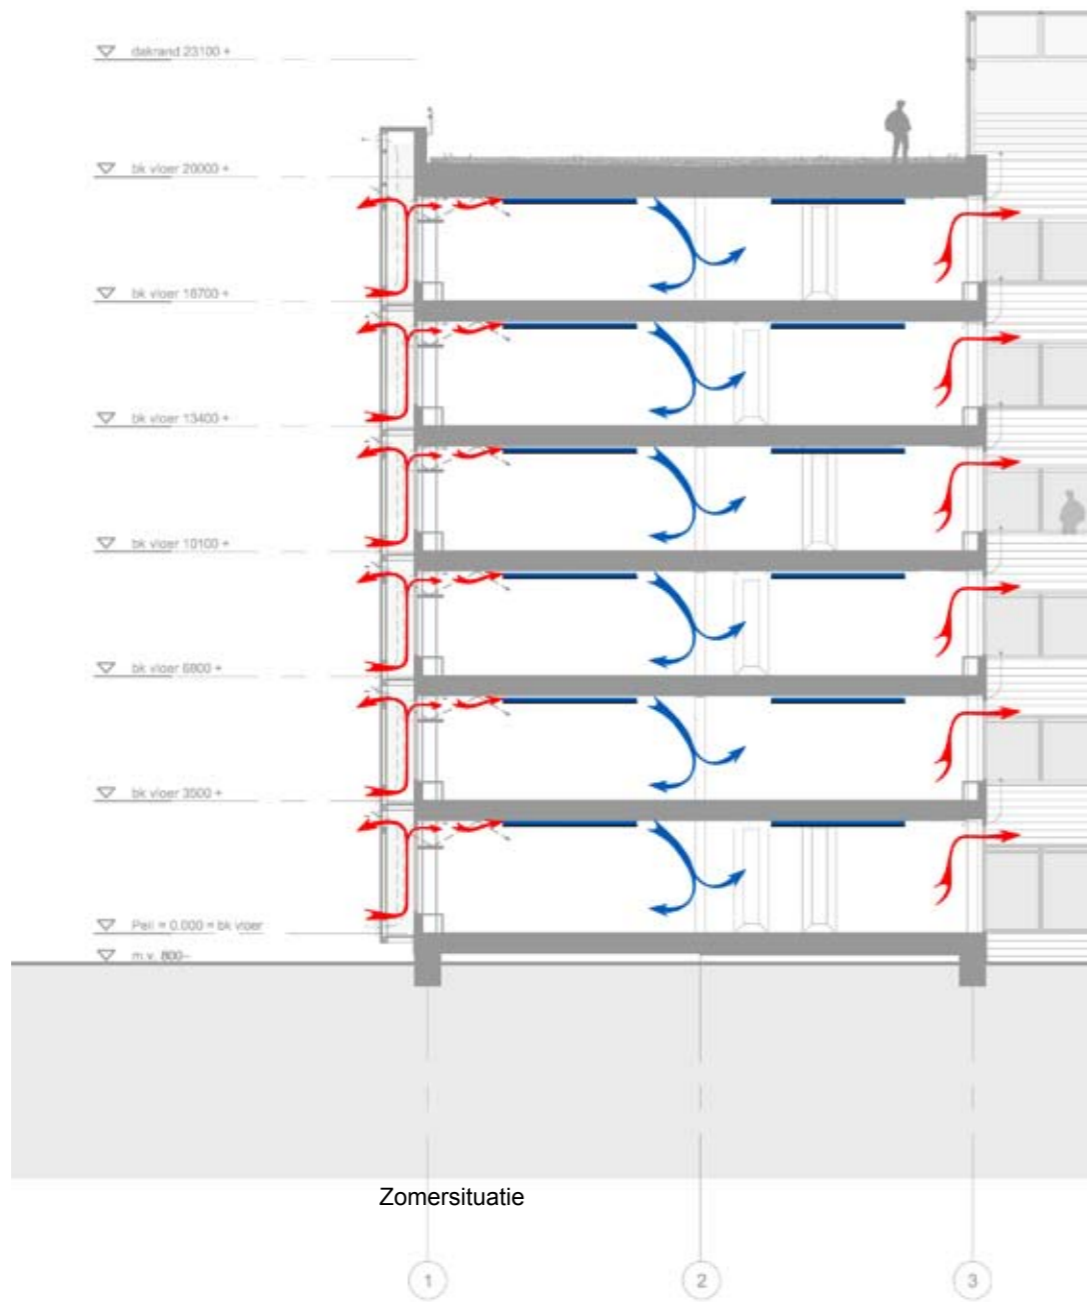 dakrand 23100 +
bk vloer 20000 +
bk vloer 16700 +
bk vloer 13400 +
bk vloer 10100 +
bk vloer 6800 +
bk vloer 3500 +
Peil = 0.000 = bk vloer
m.v. 800-
Zomersituatie
1 2 3